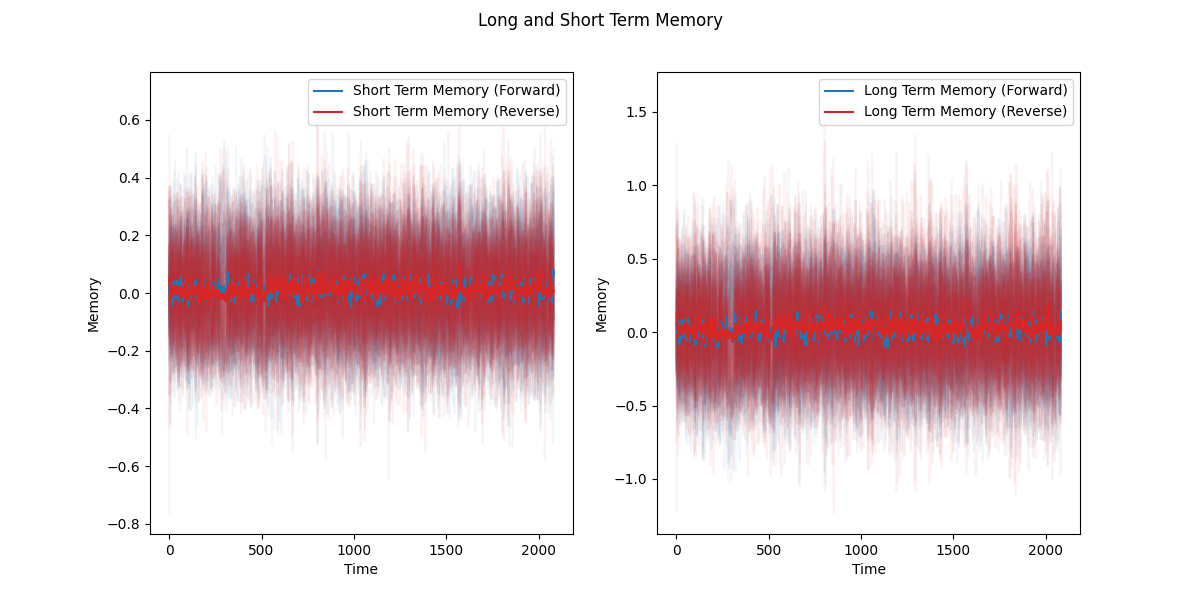 Long and Short Term Memory
Short Term Memory (Forward)
Short Term Memory (Reverse)
0.6
0.4
0.2
0.0
−0.2
−0.4
−0.6
−0.8
Memory
0
500
1000
1500
2000
Time
Long Term Memory (Forward)
Long Term Memory (Reverse)
1.5
1.0
0.5
0.0
−0.5
−1.0
Memory
0
500
1000
1500
2000
Time